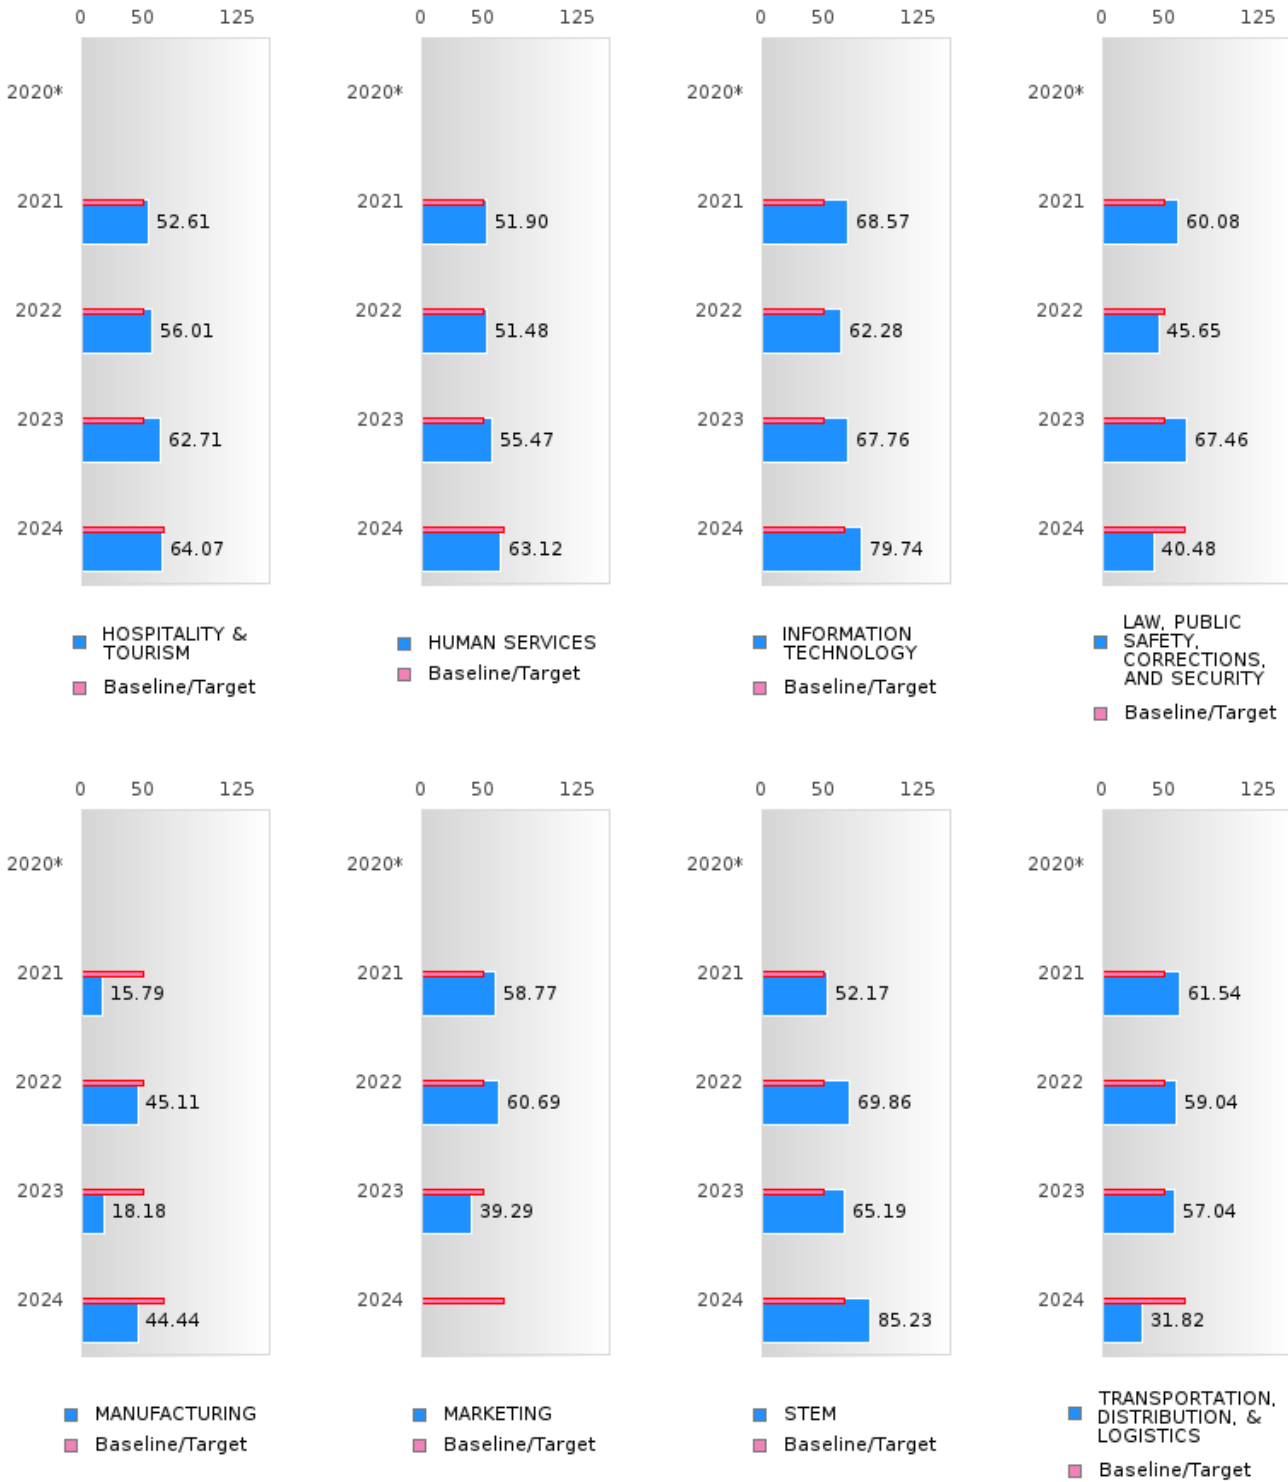 0 50 125
0 50 125
0 50 125
0 50 125
2020*
2020*
2020*
2020*
2021
52.61
2021
51.90
2021
68.57
2021
60.08
2022
56.01
2022
51.48
2022
62.28
2022
45.65
2023
62.71
2023
55.47
2023
67.76
2023
67.46
2024
64.07
2024
63.12
2024
79.74
2024
40.48
HOSPITALITY &
TOURISM
Baseline/Target
HUMAN SERVICES
Baseline/Target
INFORMATION
TECHNOLOGY
Baseline/Target
LAW, PUBLIC
SAFETY,
CORRECTIONS,
AND SECURITY
Baseline/Target
0 50 125
0 50 125
0 50 125
0 50 125
2020*
2020*
2020*
2020*
2021
15.79
2021
58.77
2021
52.17
2021
61.54
2022
45.11
2022
60.69
2022
69.86
2022
59.04
2023
18.18
2023
39.29
2023
65.19
2023
57.04
2024
44.44
2024
2024
85.23
2024
31.82
MANUFACTURING
Baseline/Target
MARKETING
Baseline/Target
STEM
Baseline/Target
TRANSPORTATION,
DISTRIBUTION, &
LOGISTICS
Baseline/Target